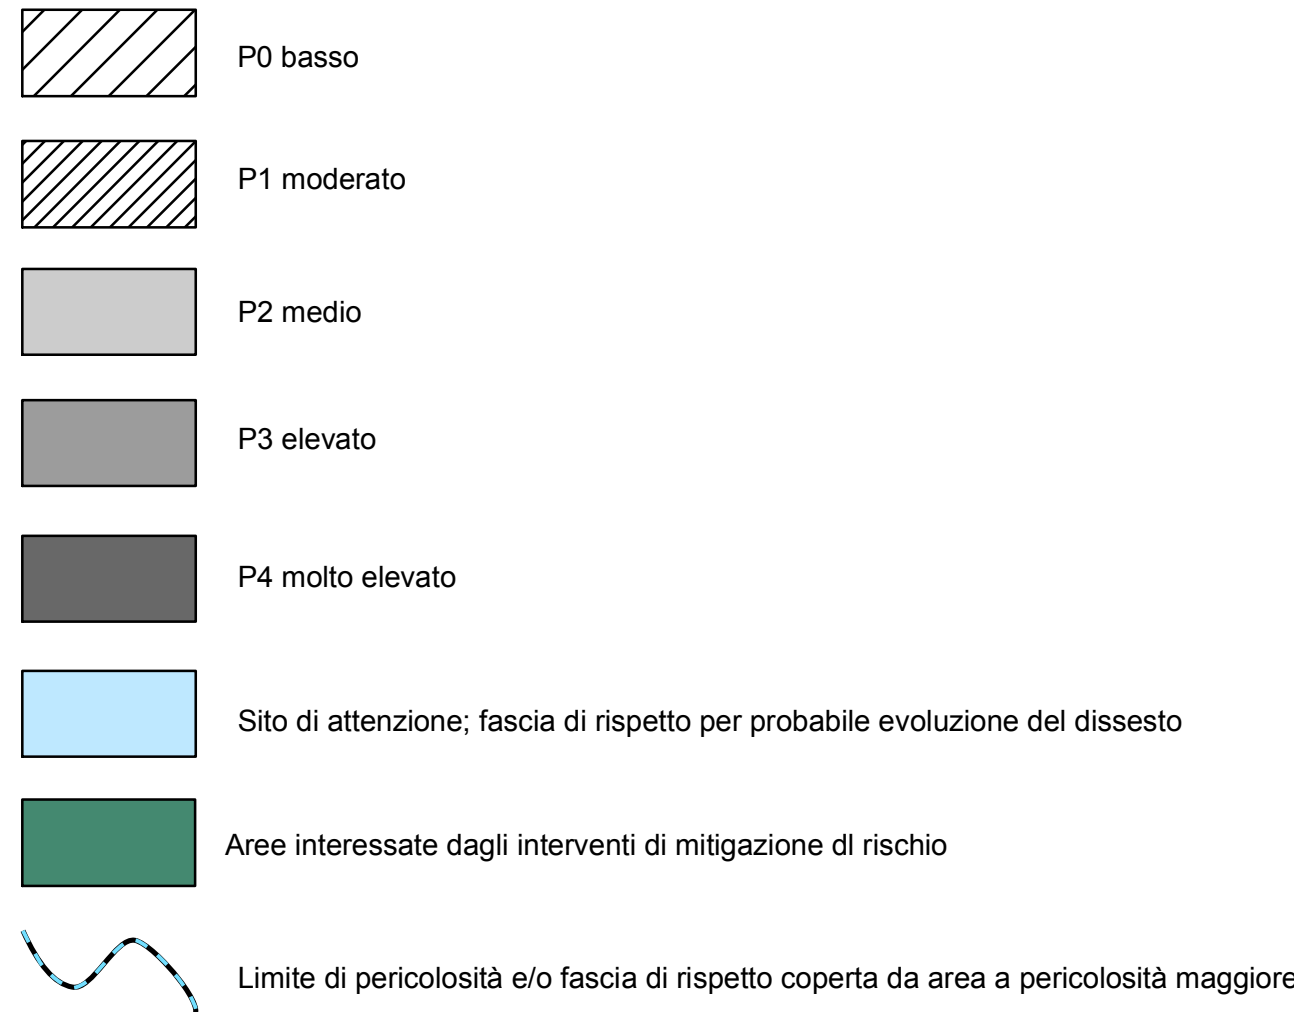 P0 basso
P1 moderato
P2 medio
P3 elevato
P4 molto elevato
Sito di attenzione; fascia di rispetto per probabile evoluzione del dissesto
Aree interessate dagli interventi di mitigazione dl rischio
Limite di pericolosità e/o fascia di rispetto coperta da area a pericolosità maggiore